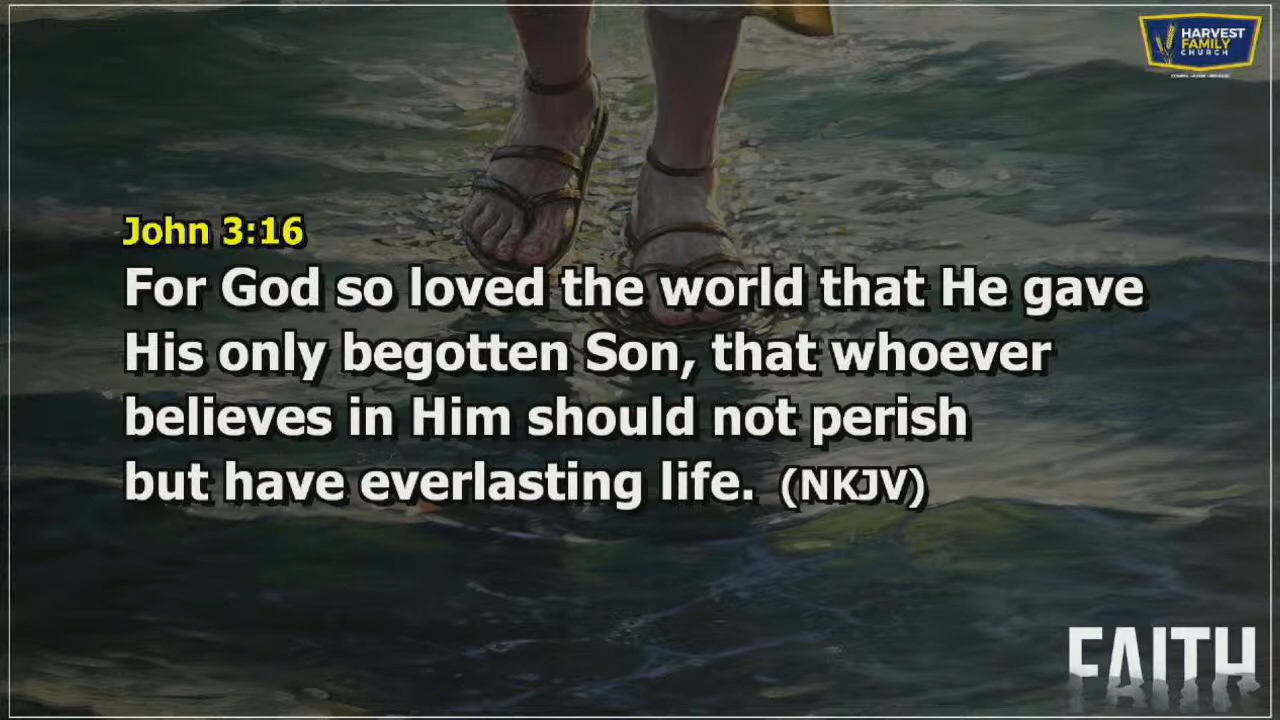 HARVEST
FAMILY
CHURCH
John 3:16
For God so loved the world that He gave
His only begotten Son, that whoever
believes in Him should not perish
but have everlasting life. (NKJV)
FAITH